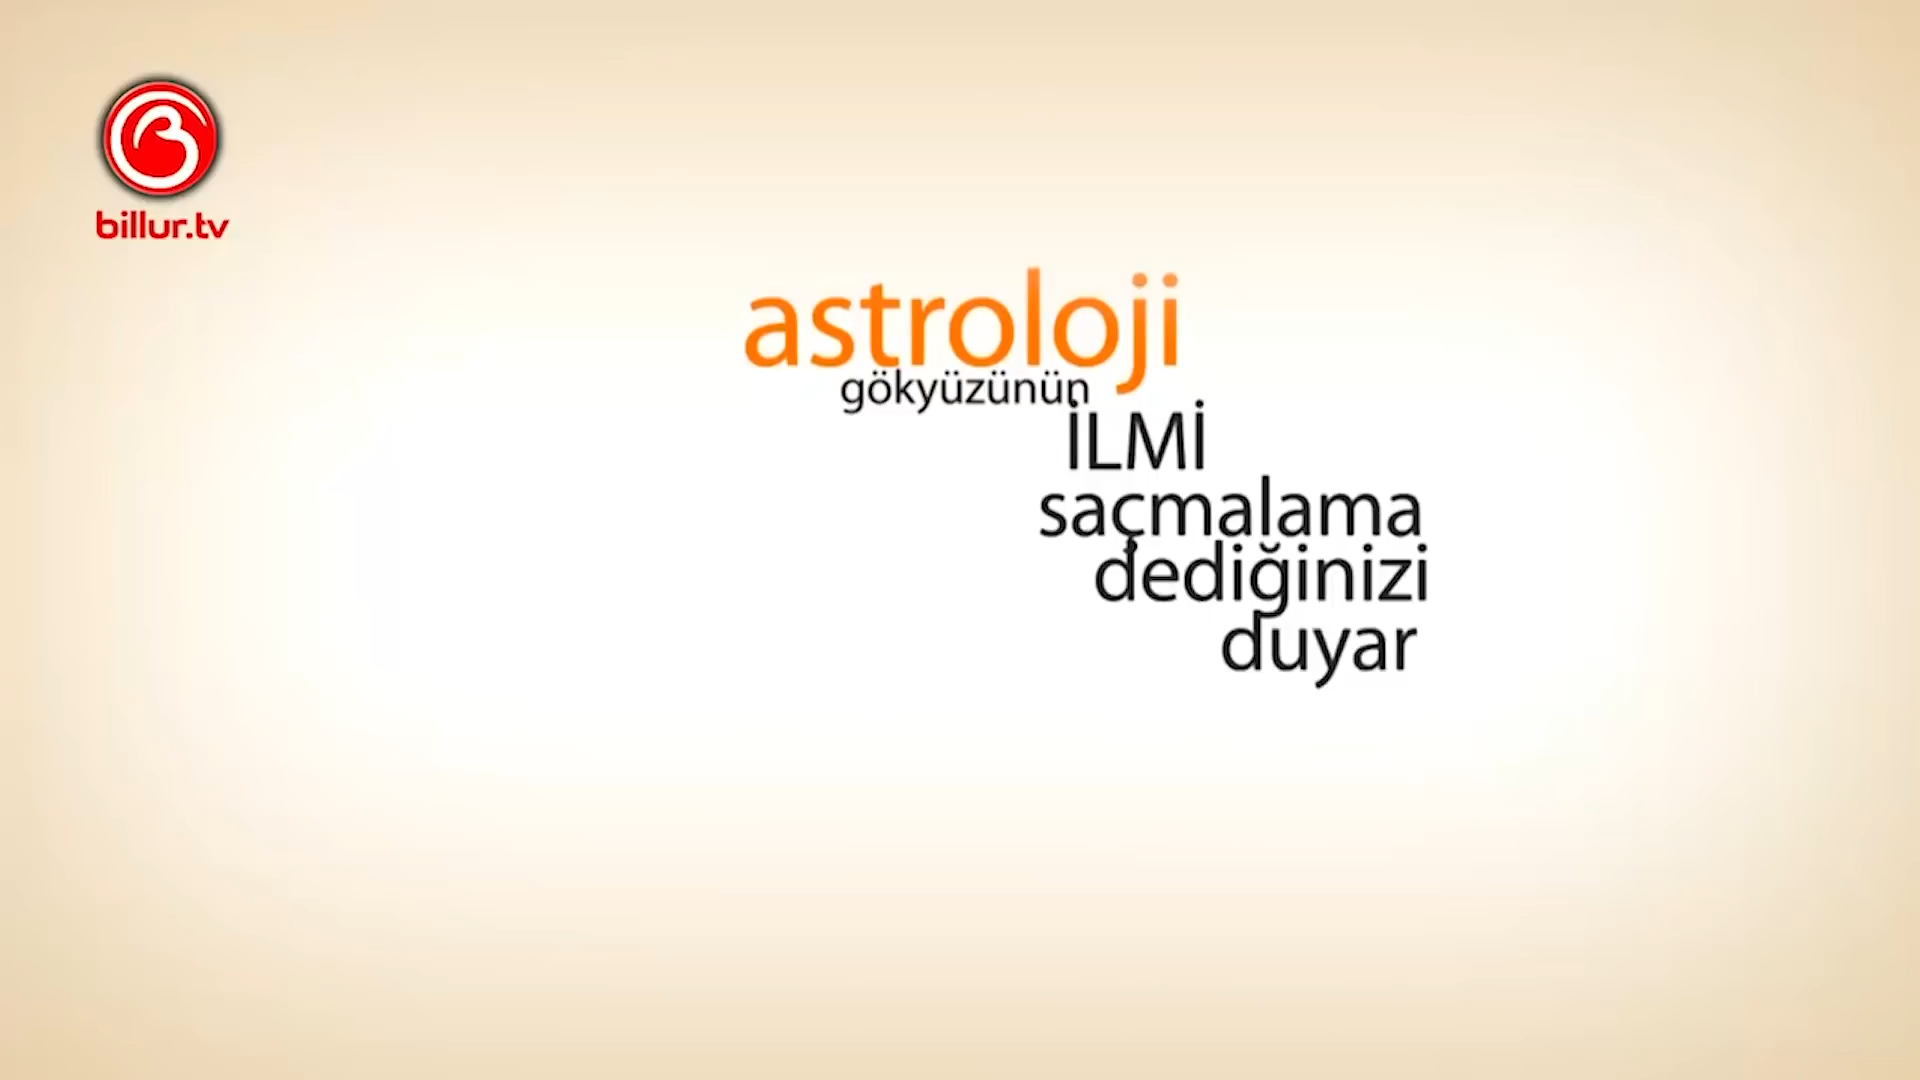 billur.tv
astroloji
gökyüzünün
İLMİ
saçmalama
dediğinizi
duyar